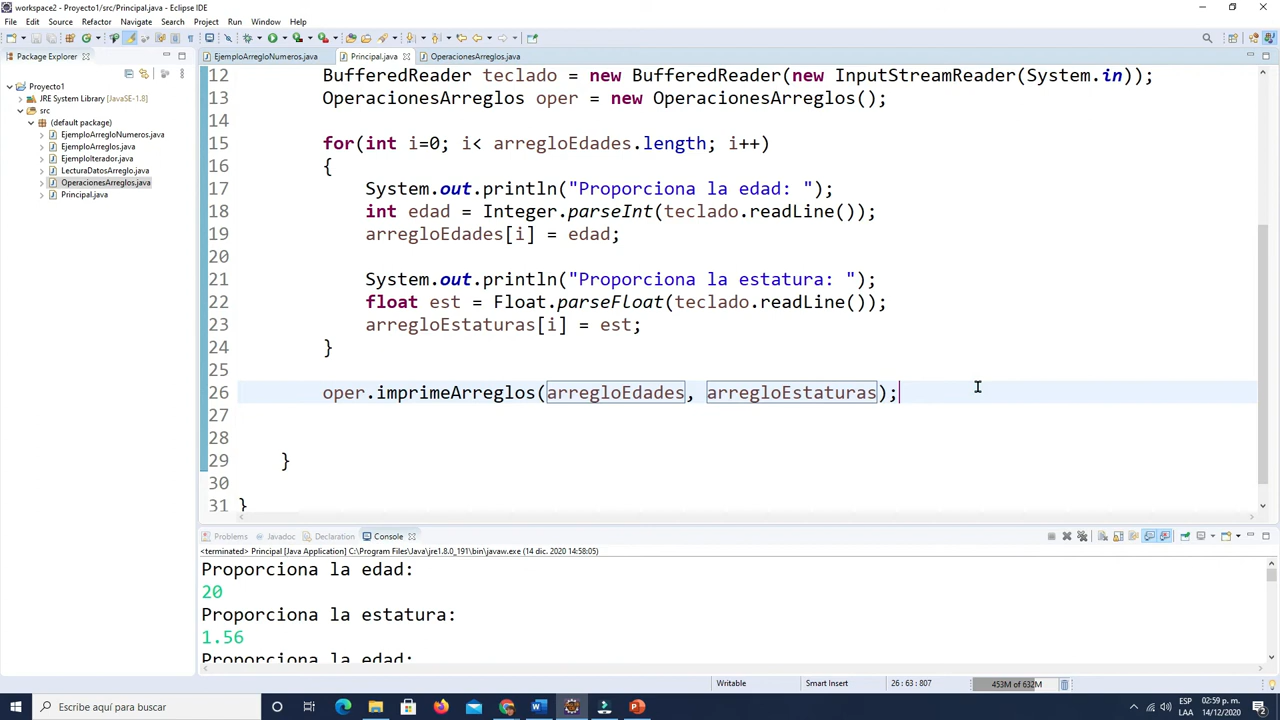 workspace2 - Proyecto1/src/Principal.java - Eclipse IDE
File Edit Source Refactor Navigate Search Project Run Window Help
Package Explorer
EjemploArregloNumeros.java Principal.java OperacionesArreglos.java
Proyecto1
JRE System Library [JavaSE-1.8]
src
(default package)
EjemploArregloNumeros.java
EjemploArreglos.java
EjemploIterador.java
LecturaDatosArreglo.java
OperacionesArreglos.java
Principal.java
12 BufferedReader teclado = new BufferedReader(new InputStreamReader(System.in));
13 OperacionesArreglos oper = new OperacionesArreglos();
14
15 for(int i=0; i< arregloEdades.length; i++)
16 {
17 System.out.println("Proporciona la edad: ");
18 int edad = Integer.parseInt(teclado.readLine());
19 arregloEdades[i] = edad;
20
21 System.out.println("Proporciona la estatura: ");
22 float est = Float.parseFloat(teclado.readLine());
23 arregloEstaturas[i] = est;
24 }
25
26 oper.imprimeArreglos(arregloEdades, arregloEstaturas);
27
28
29 }
30
31 }
Problems Javadoc Declaration Console
<terminated> Principal [Java Application] C:\Program Files\Java\jre1.8.0_191\bin\javaw.exe (14 dic. 2020 14:58:05)
Proporciona la edad:
20
Proporciona la estatura:
1.56
Proporciona la edad:
Writable Smart Insert 26 : 63 : 807 453M of 632M
Escribe aquí para buscar
ESP 02:59 p. m.
LAA 14/12/2020